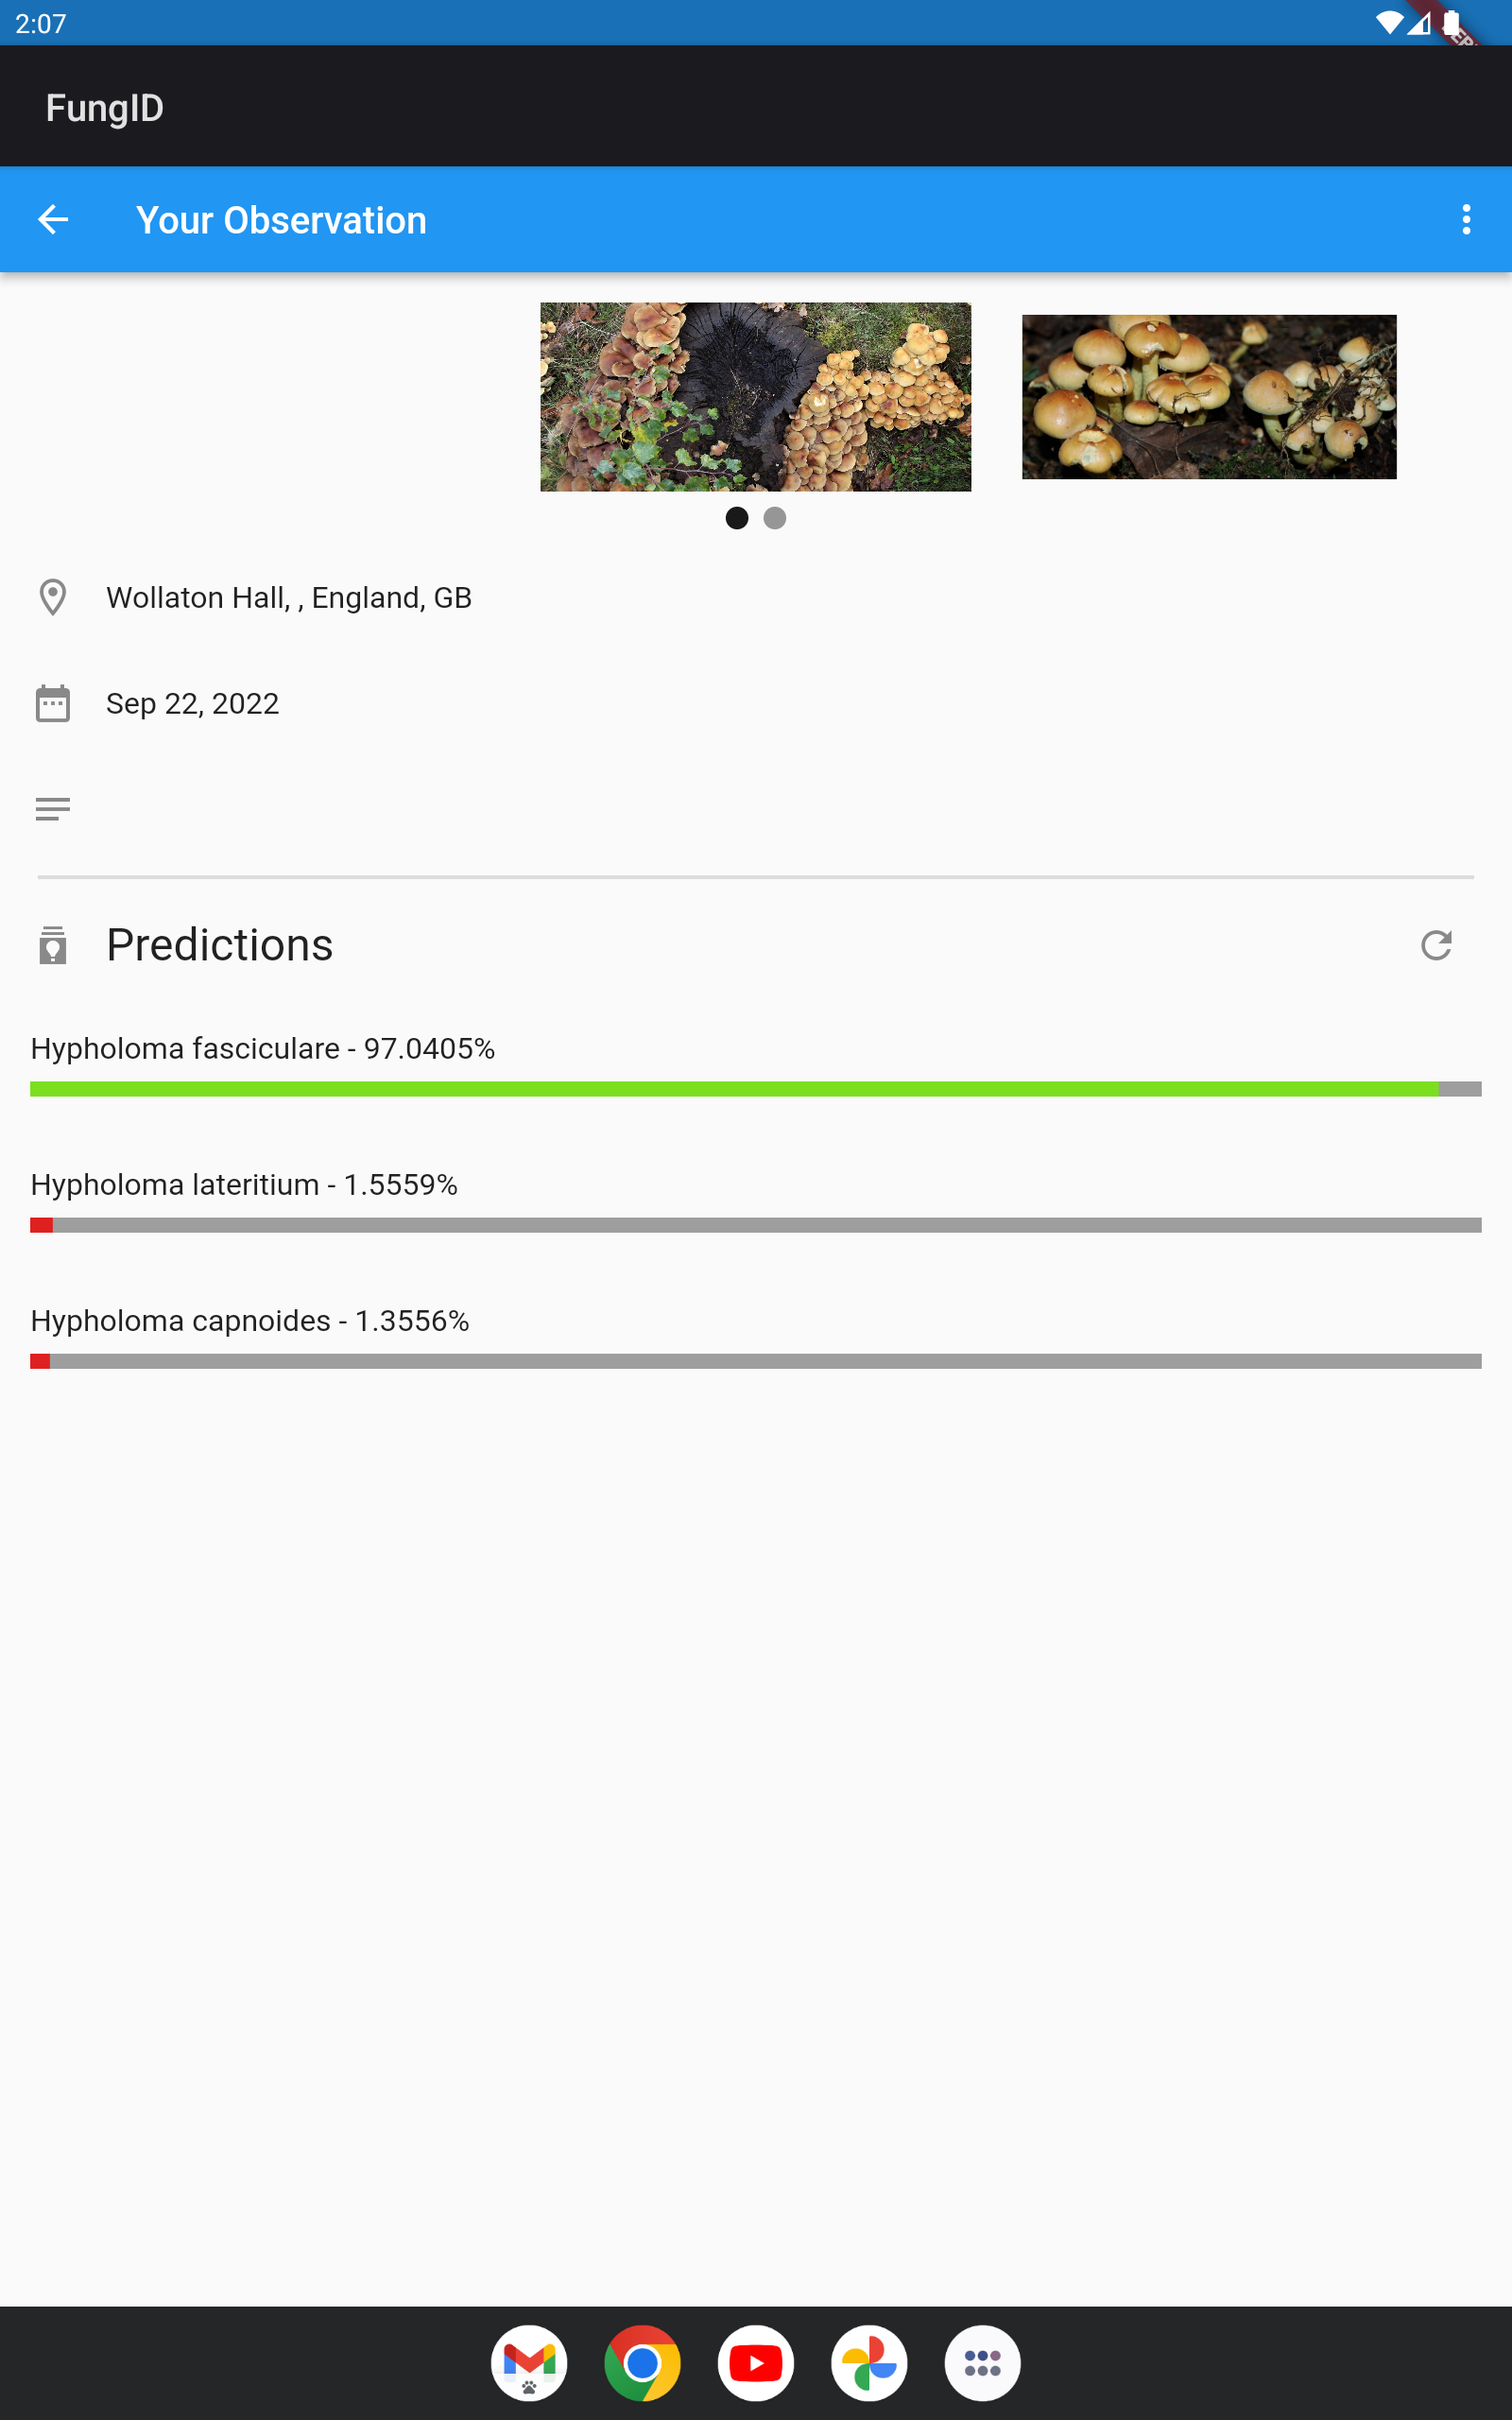 2:07
FungID
Your Observation
Wollaton Hall, , England, GB
Sep 22, 2022
Predictions
Hypholoma fasciculare - 97.0405%
Hypholoma lateritium - 1.5559%
Hypholoma capnoides - 1.3556%